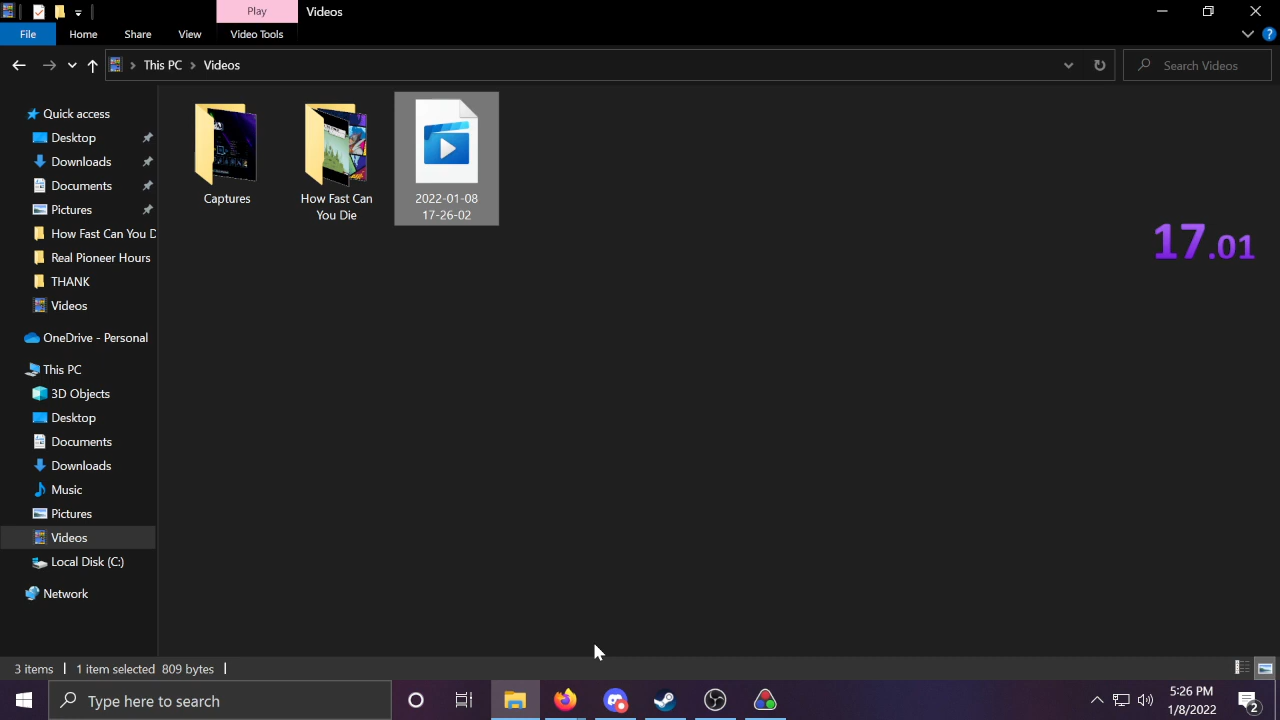 Play
Videos
File
Home
Share
View
Video Tools
This PC
Videos
Search Videos
Quick access
Desktop
Downloads
Documents
Pictures
How Fast Can You D
Real Pioneer Hours
THANK
Videos
OneDrive - Personal
This PC
3D Objects
Desktop
Documents
Downloads
Music
Pictures
Videos
Local Disk (C:)
Network
Captures
How Fast Can
You Die
2022-01-08
17-26-02
17.01
3 items
1 item selected 809 bytes
Type here to search
5:26 PM
1/8/2022
2